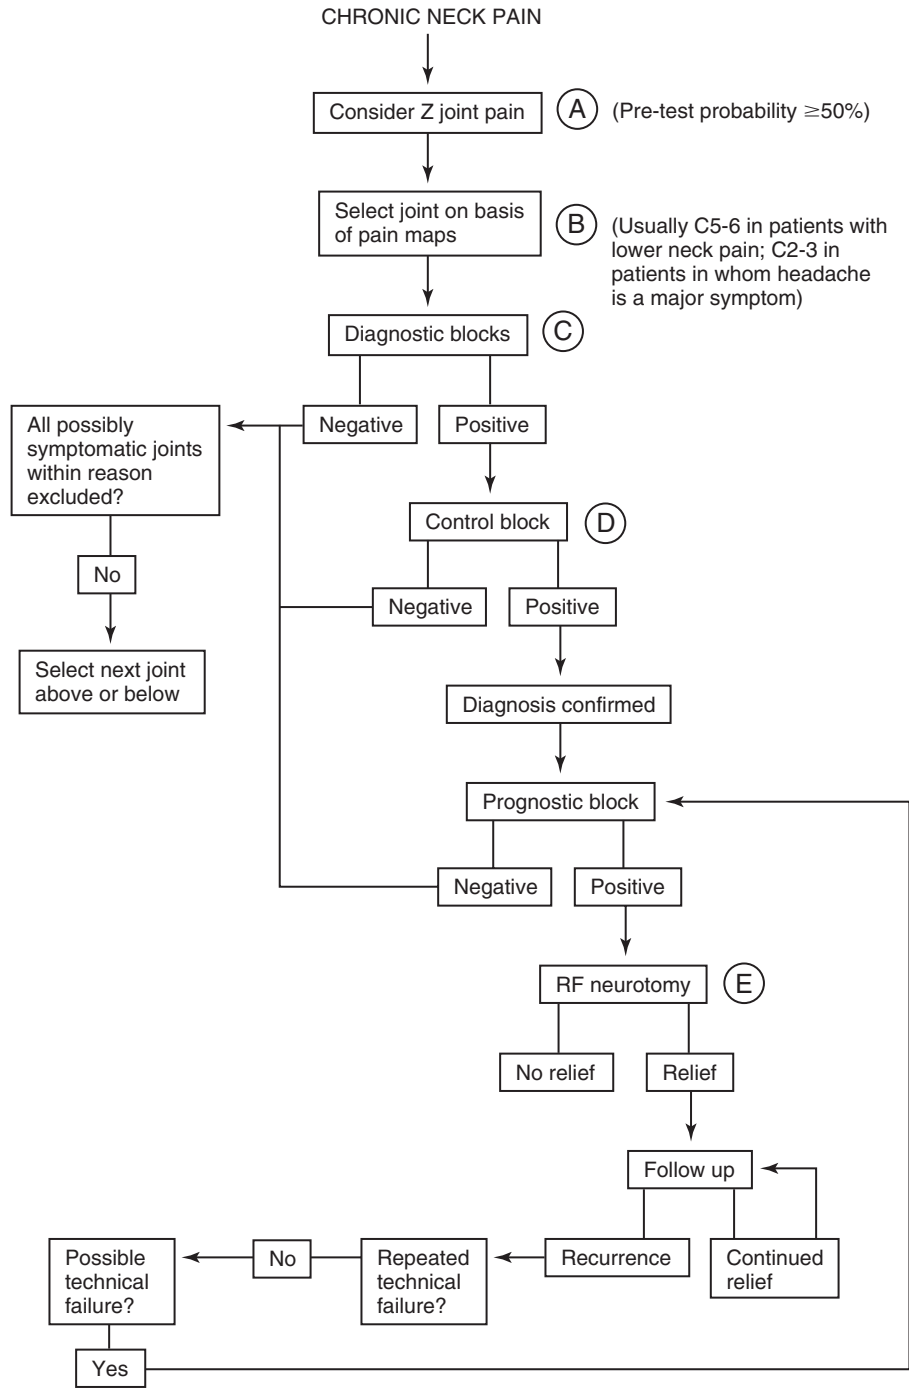 CHRONIC NECK PAIN
Consider Z joint pain
A
(Pre-test probability ≥50%)
Select joint on basis
of pain maps
B
(Usually C5-6 in patients with
lower neck pain; C2-3 in
patients in whom headache
is a major symptom)
Diagnostic blocks
C
All possibly
symptomatic joints
within reason
excluded?
Negative
Positive
Control block
D
No
Negative
Positive
Select next joint
above or below
Diagnosis confirmed
Prognostic block
Negative
Positive
RF neurotomy
E
No relief
Relief
Follow up
Possible
technical
failure?
No
Repeated
technical
failure?
Recurrence
Continued
relief
Yes